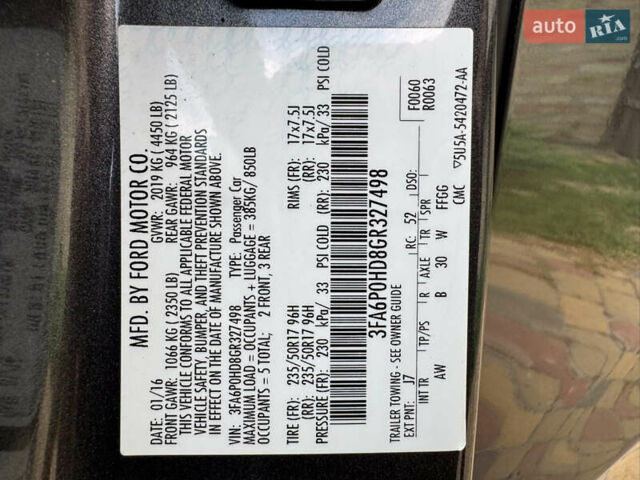 MFD. BY FORD MOTOR CO.
DATE: 01/16 GVWR: 2019 KG ( 4450 LB)
FRONT GAWR: 1066 KG ( 2350 LB) REAR GAWR: 964 KG ( 2125 LB)
THIS VEHICLE CONFORMS TO ALL APPLICABLE FEDERAL MOTOR
VEHICLE SAFETY, BUMPER, AND THEFT PREVENTION STANDARDS
IN EFFECT ON THE DATE OF MANUFACTURE SHOWN ABOVE.
VIN: 3FA6P0HD8GR327498 TYPE: Passenger Car
MAXIMUM LOAD = OCCUPANTS + LUGGAGE = 385KG/ 850LB
OCCUPANTS = 5 TOTAL; 2 FRONT, 3 REAR
TIRE (FR): 235/50R17 96H RIMS (FR): 17x7.5J
(RR): 235/50R17 96H (RR): 17x7.5J
PRESSURE (FR): 230 kPa/ 33 PSI COLD (RR): 230 kPa/ 33 PSI COLD
3FA6P0HD8GR327498
F0060
R0063
TRAILER TOWING - SEE OWNER GUIDE
EXT PNT: J7 RC: 52 DSO:
INT TR TP/PS R AXLE TR SPR
AW B 30 W FFGG
CMC ▽5U5A-5420472-AA
auto RIA
.com